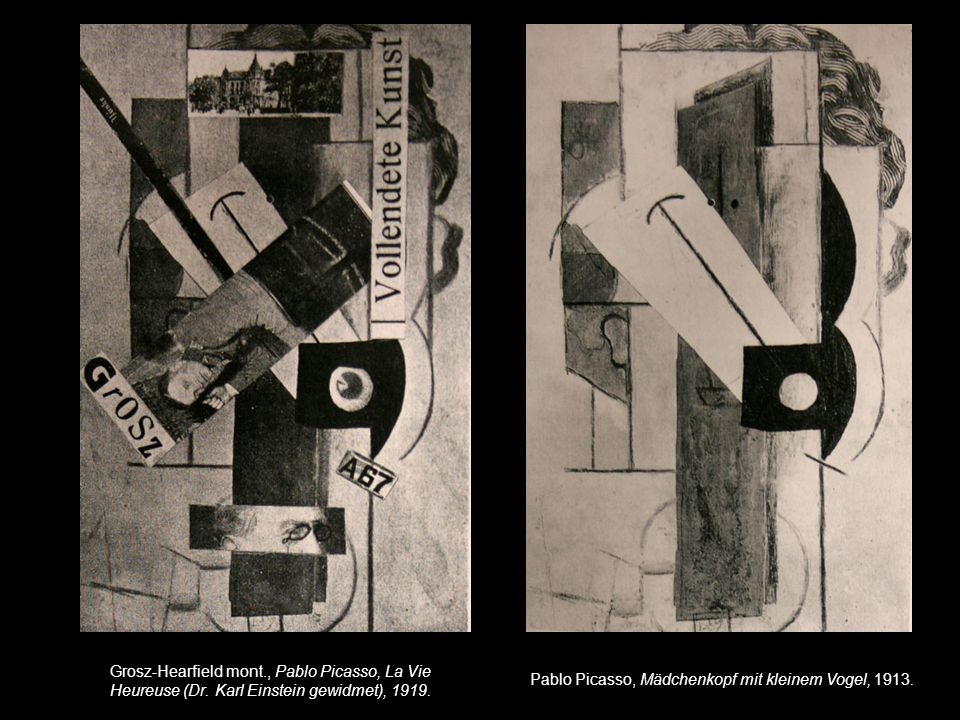 Vollendete Kunst
GrOSz
A67
Grosz-Hearfield mont., Pablo Picasso, La Vie
Heureuse (Dr. Karl Einstein gewidmet), 1919.
Pablo Picasso, Mädchenkopf mit kleinem Vogel, 1913.